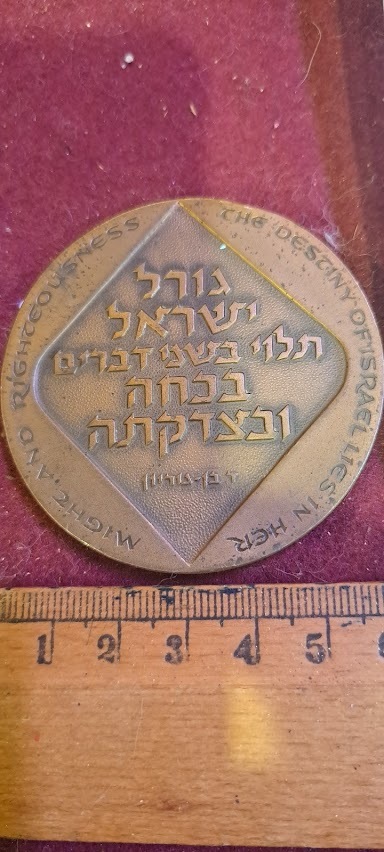 THE DESTINY OF ISRAEL LIES IN HER
MIGHT AND RIGHTEOUSNESS
גורל
ישראל
תלוי בשני דברים
בכחה
ובצדקתה
ד. בן-גוריון
1 2 3 4 5